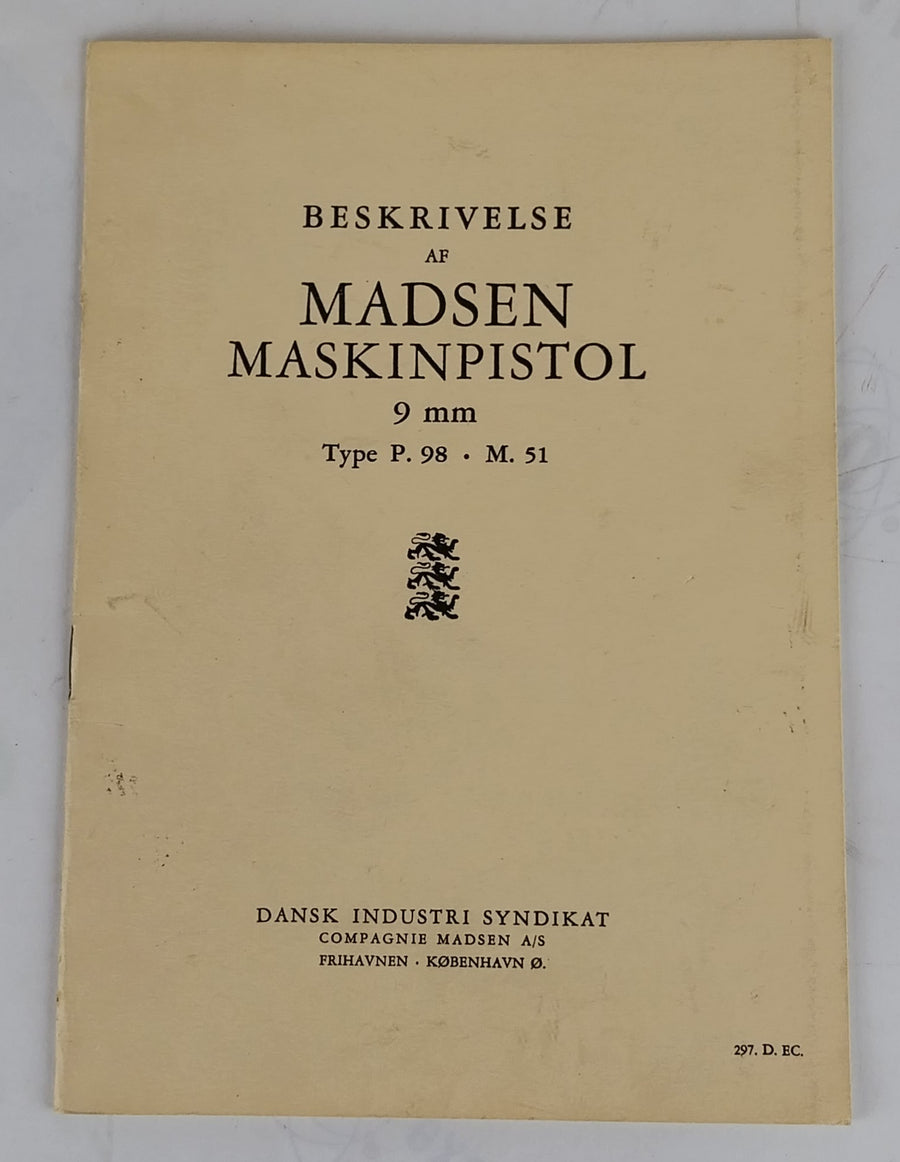 BESKRIVELSE
AF
MADSEN
MASKINPISTOL
9 mm
Type P. 98 · M. 51
DANSK INDUSTRI SYNDIKAT
COMPAGNIE MADSEN A/S
FRIHAVNEN · KØBENHAVN Ø.
297. D. EC.